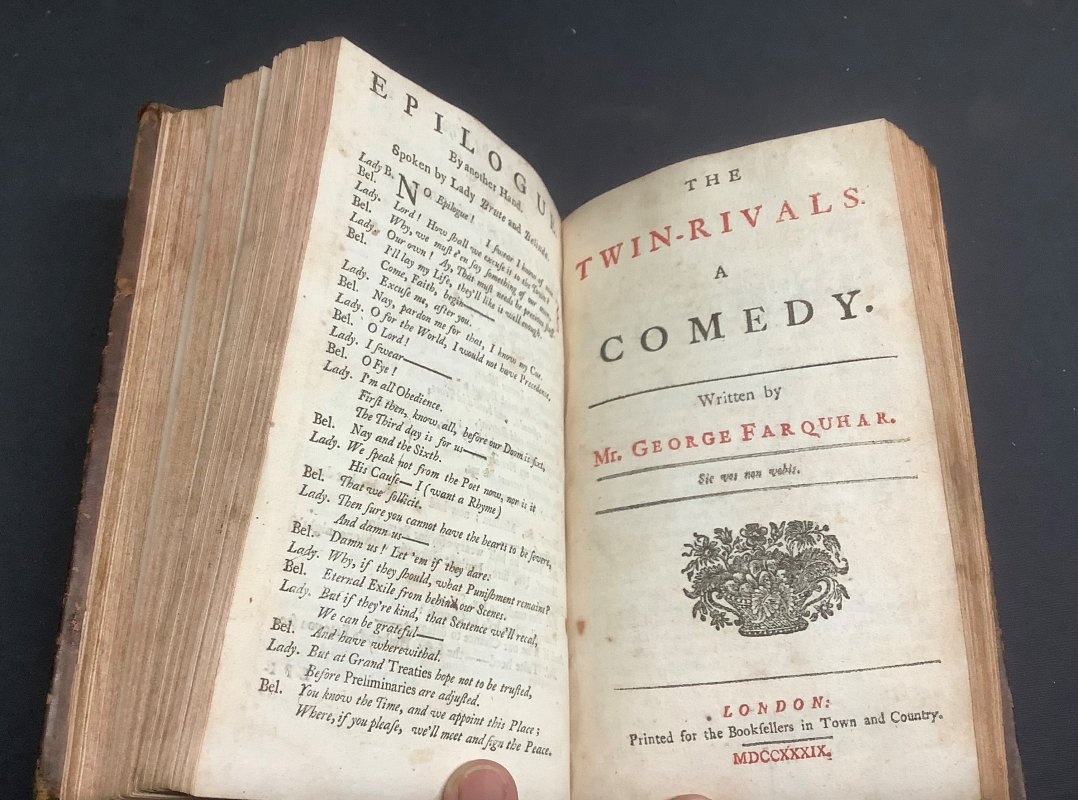 EPILOGUE.
By another Hand.
Spoken by Lady Brute and Belinda.
Lady B. NO Epilogue!
Bel. I swear I know of none.
Lady. Lord! How shall we excuse it to the Town?
Bel. Why, we must e'en say something of our own.
Lady. Our own! Ay, That must needs be precious stuff.
Bel. I'll lay my Life, they'll like it well enough.
Come, Faith, begin——
Lady. Excuse me, after you.
Bel. Nay, pardon me for that, I know my Cue.
Lady. O for the World, I would not have Precedence.
Bel. O Lord!
Lady. I swear——
Bel. O Fye!
Lady. I'm all Obedience.
First then, know all, before our Doom is fixt,
The Third day is for us——
Bel. Nay and the Sixth.
Lady. We speak not from the Poet now, nor is it
His Cause— I (want a Rhyme)
Bel. That we sollicit.
Lady. Then sure you cannot have the hearts to be severe,
And damn us——
Bel. Damn us! Let 'em if they dare.
Lady. Why, if they should, what Punishment remains?
Bel. Eternal Exile from behind our Scenes.
Lady. But if they're kind, that Sentence we'll recal,
We can be grateful——
Bel. And have wherewithal.
Lady. But at Grand Treaties hope not to be trusted,
Before Preliminaries are adjusted.
Bel. You know the Time, and we appoint this Place;
Where, if you please, we'll meet and sign the Peace.
THE
TWIN-RIVALS.
A
COMEDY.
Written by
Mr. GEORGE FARQUHAR.
Sic vos non vobis.
LONDON:
Printed for the Booksellers in Town and Country.
MDCCXXXIX.